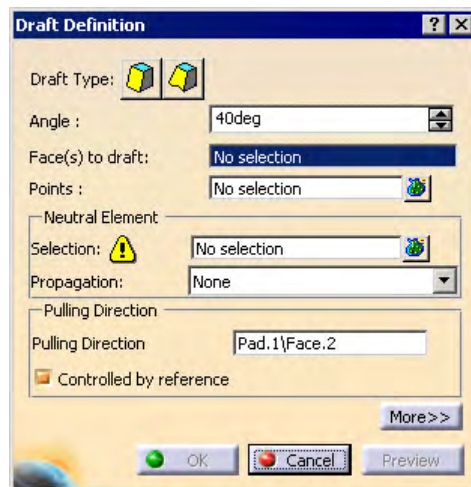 Draft Definition
Draft Type:
Angle : 40deg
Face(s) to draft: No selection
Points : No selection
Neutral Element
Selection: No selection
Propagation: None
Pulling Direction
Pulling Direction Pad.1\Face.2
Controlled by reference
More>>
OK Cancel Preview